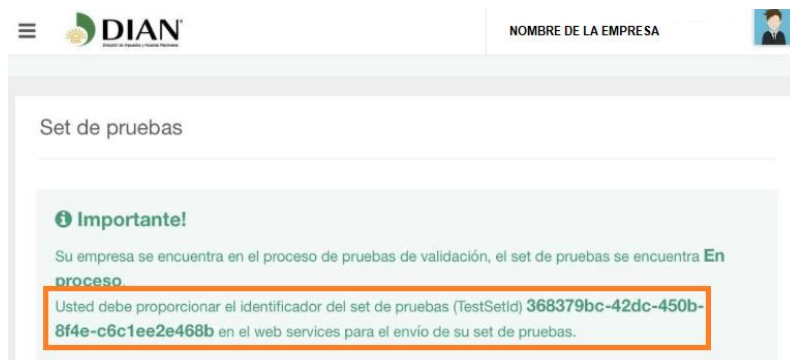 DIAN
NOMBRE DE LA EMPRESA
Set de pruebas
Importante!
Su empresa se encuentra en el proceso de pruebas de validación, el set de pruebas se encuentra En
proceso.
Usted debe proporcionar el identificador del set de pruebas (TestSetId) 368379bc-42dc-450b-
8f4e-c6c1ee2e468b en el web services para el envío de su set de pruebas.